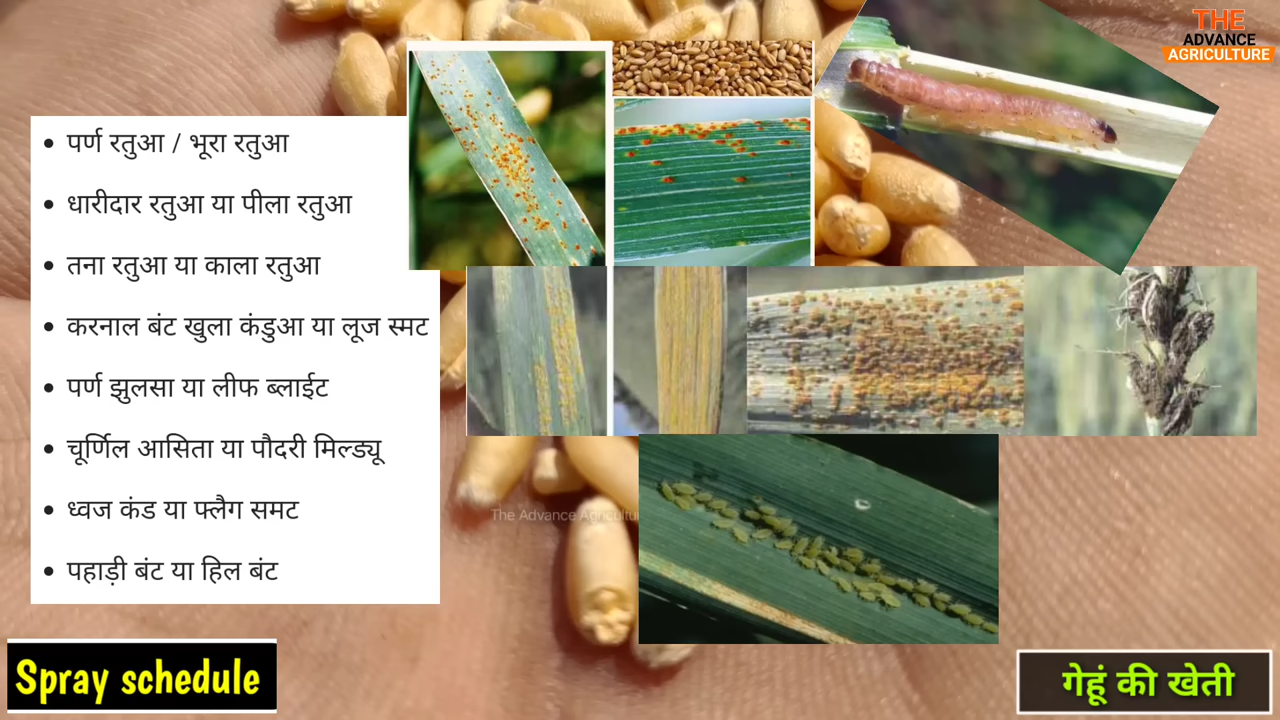 THE
ADVANCE
AGRICULTURE
पर्ण रतुआ / भूरा रतुआ
धारीदार रतुआ या पीला रतुआ
तना रतुआ या काला रतुआ
करनाल बंट खुला कंडुआ या लूज स्मट
पर्ण झुलसा या लीफ ब्लाईट
चूर्णिल आसिता या पौदरी मिल्ड्यू
ध्वज कंड या फ्लैग समट
पहाड़ी बंट या हिल बंट
The Advance Agricultur
Spray schedule
गेहूं की खेती